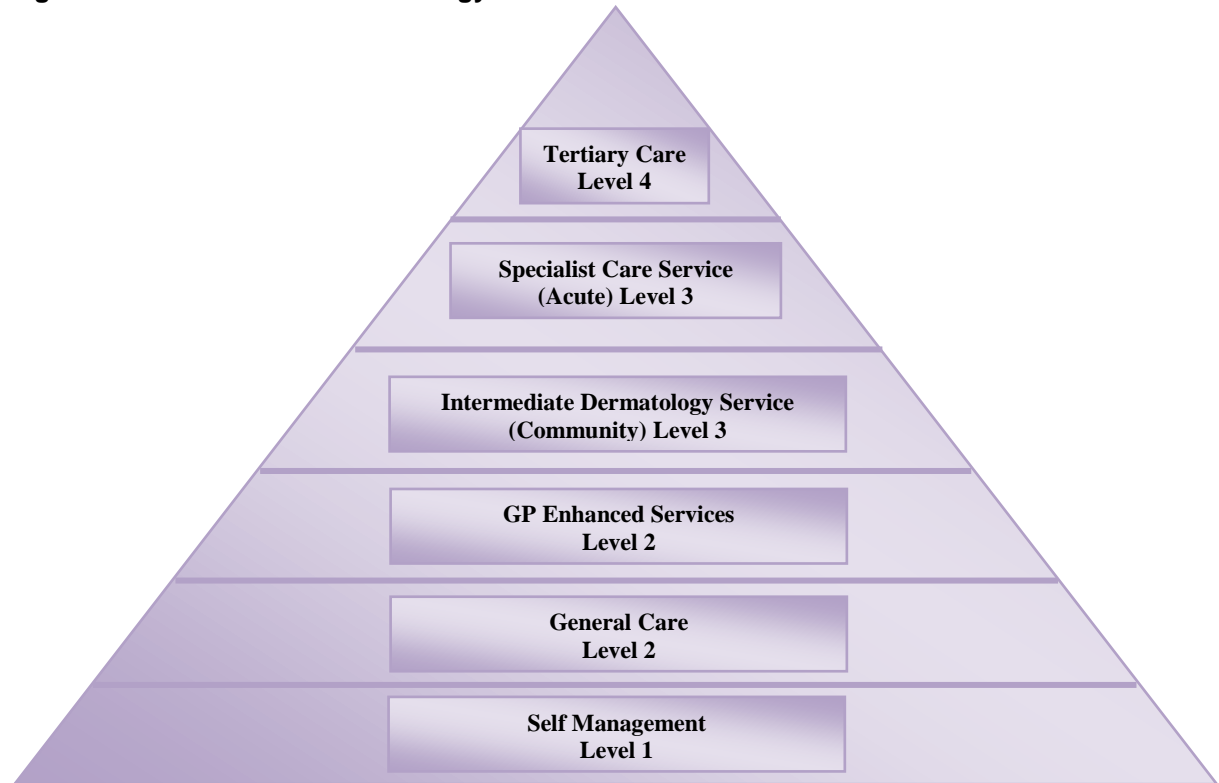 Tertiary Care
Level 4
Specialist Care Service
(Acute) Level 3
Intermediate Dermatology Service
(Community) Level 3
GP Enhanced Services
Level 2
General Care
Level 2
Self Management
Level 1